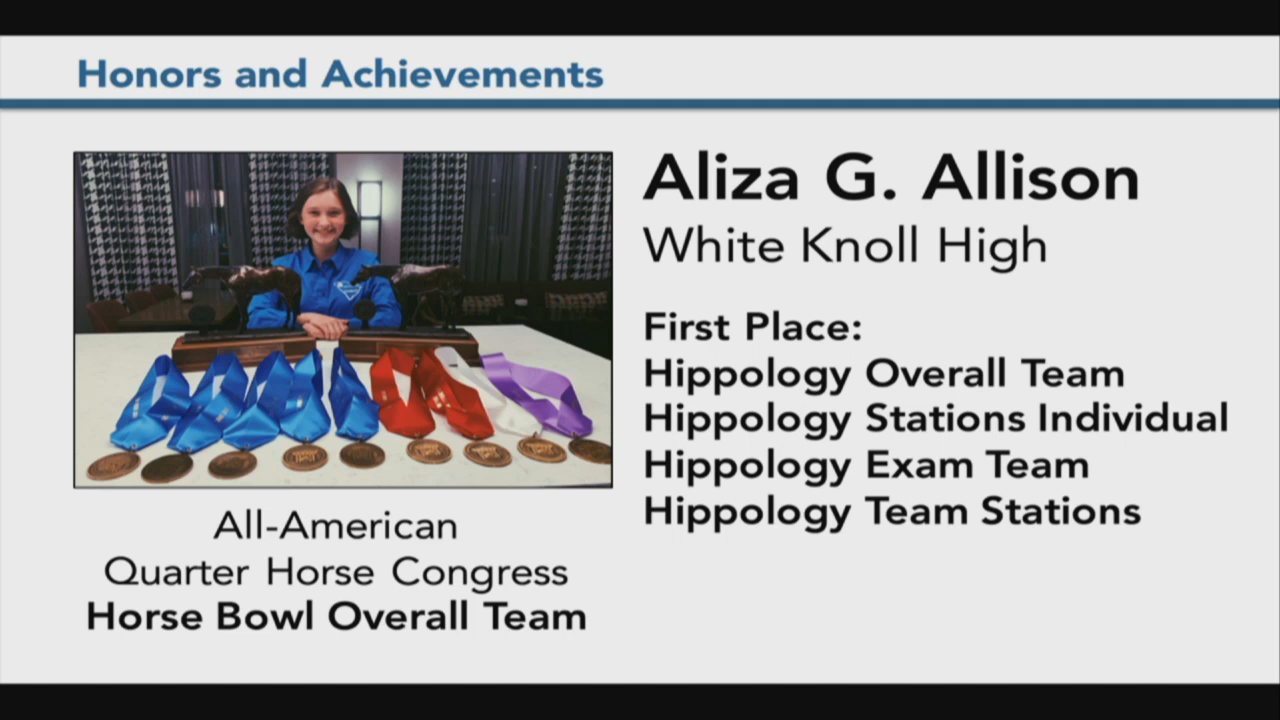 Honors and Achievements
Aliza G. Allison
White Knoll High
First Place:
Hippology Overall Team
Hippology Stations Individual
Hippology Exam Team
Hippology Team Stations
All-American
Quarter Horse Congress
Horse Bowl Overall Team